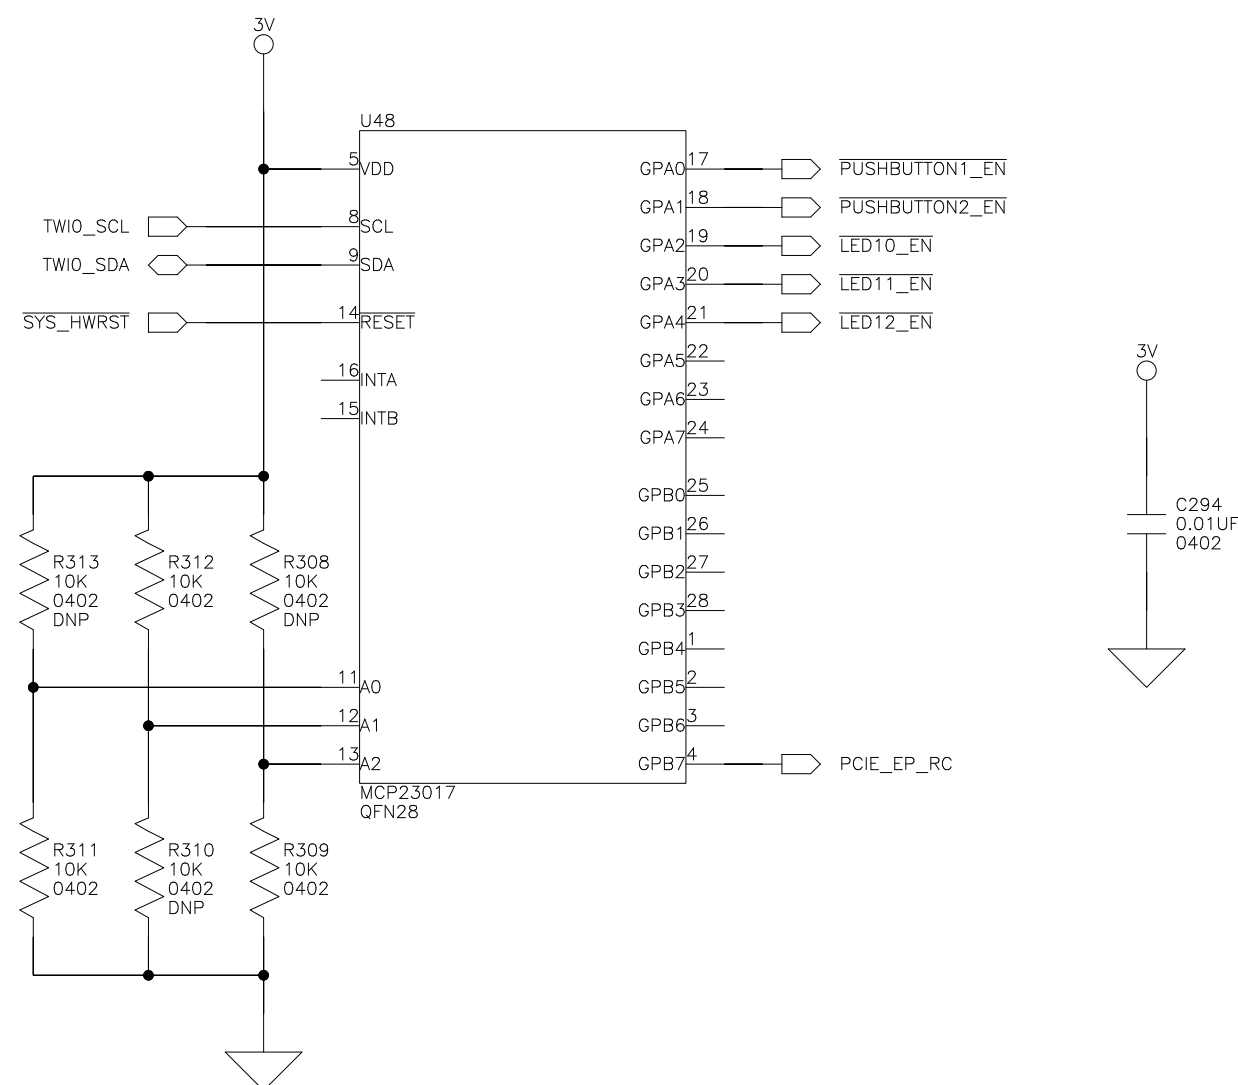 3V
U48
5
VDD
GPA0
17
PUSHBUTTON1_EN
TWI0_SCL
8
SCL
GPA1
18
PUSHBUTTON2_EN
TWI0_SDA
9
SDA
GPA2
19
LED10_EN
GPA3
20
LED11_EN
SYS_HWRST
14
RESET
GPA4
21
LED12_EN
16
INTA
GPA5
22
15
INTB
GPA6
23
GPA7
24
3V
GPB0
25
GPB1
26
GPB2
27
GPB3
28
GPB4
1
GPB5
2
GPB6
3
GPB7
4
PCIE_EP_RC
C294
0.01UF
0402
R313
10K
0402
DNP
R312
10K
0402
R308
10K
0402
DNP
11
A0
12
A1
13
A2
MCP23017
QFN28
R311
10K
0402
R310
10K
0402
DNP
R309
10K
0402